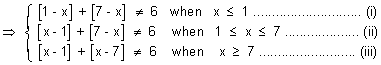 [1 - x] + [7 - x] ≠ 6 when x ≤ 1 ................................ (i)
⇒ { [x - 1] + [7 - x] ≠ 6 when 1 ≤ x ≤ 7 ...................... (ii)
[x - 1] + [x - 7] ≠ 6 when x ≥ 7 ............................. (iii)